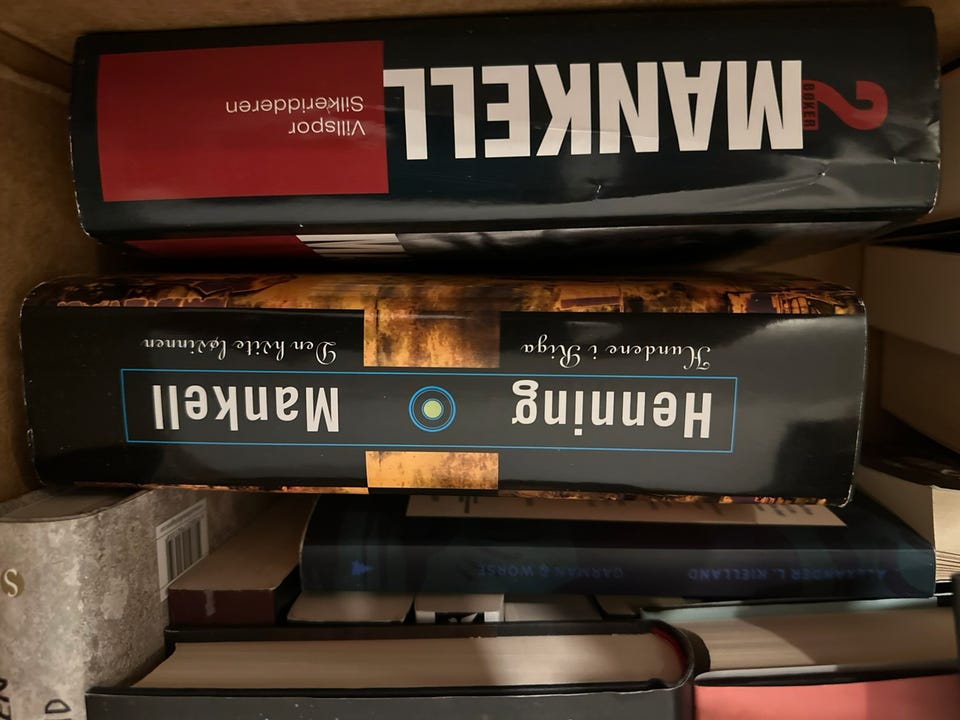 2 BØKER
MANKELL
Villspor
Silkeridderen
Henning Mankell
Hundene i Riga
Den hvite løvinnen
ALEXANDER L. KIELLAND GARMAN & WORSE
S